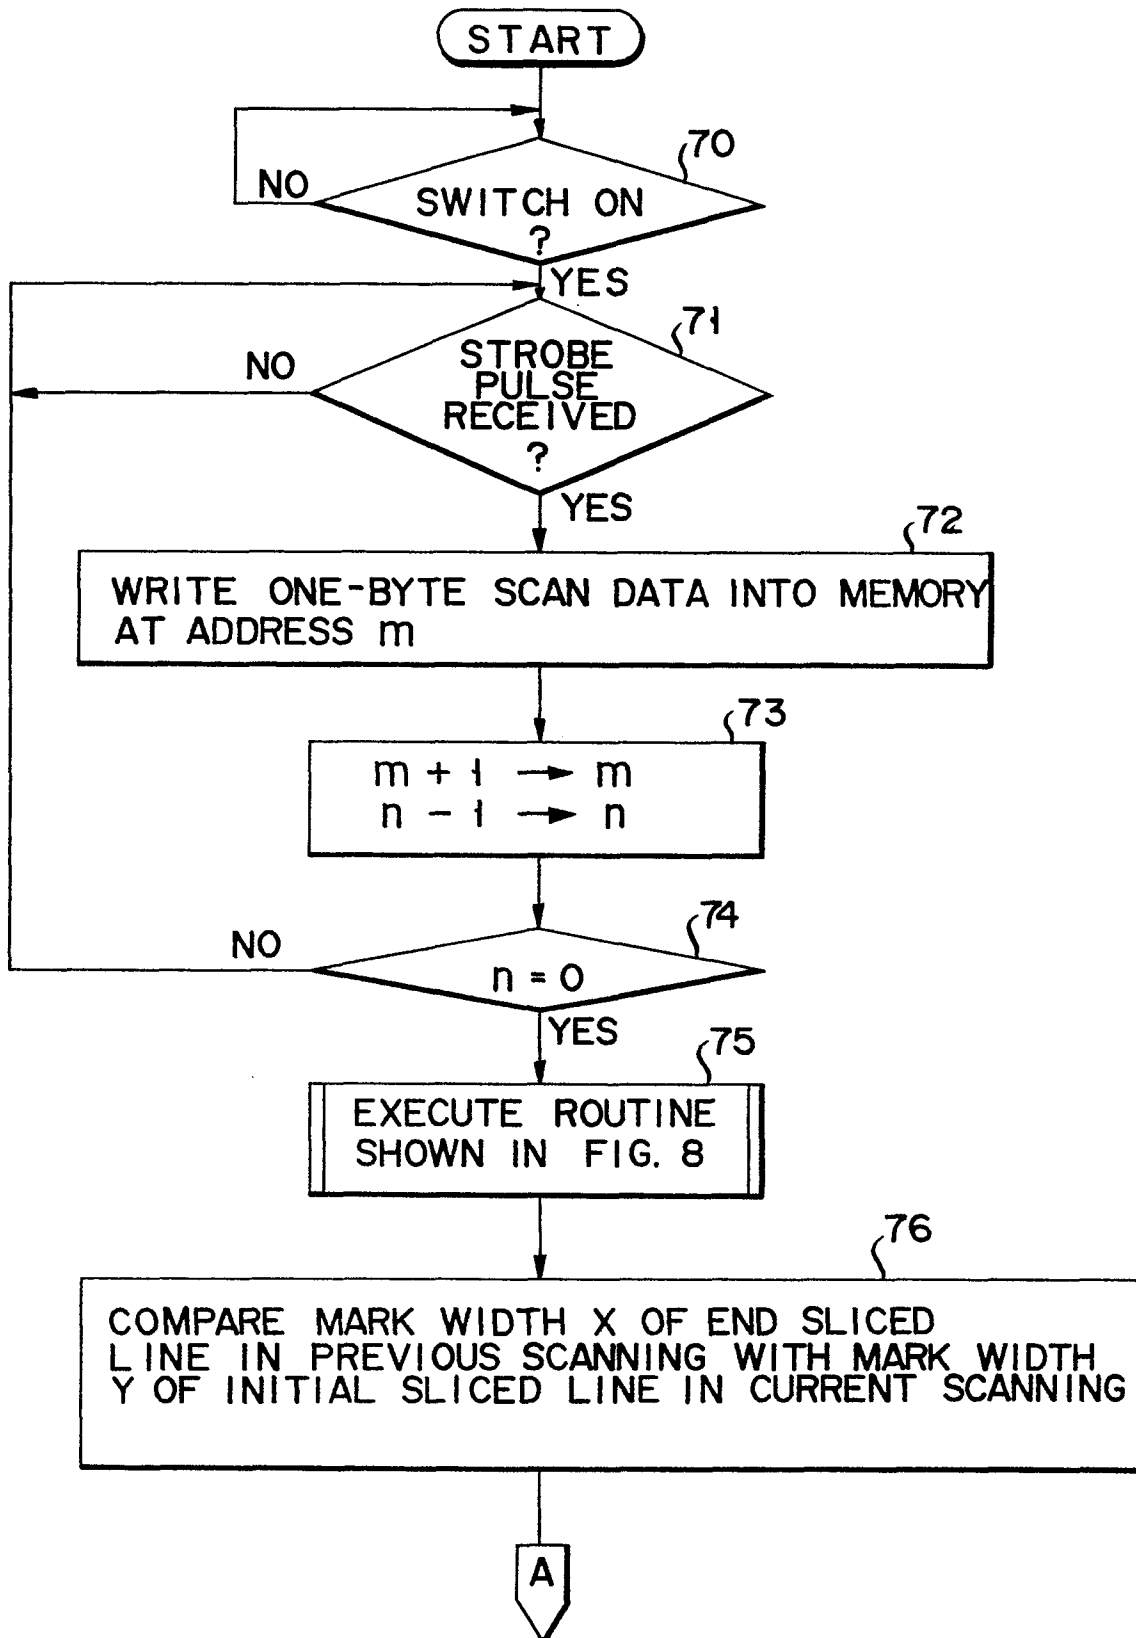 START
70
NO
SWITCH ON
?
YES
71
NO
STROBE
PULSE
RECEIVED
?
YES
72
WRITE ONE-BYTE SCAN DATA INTO MEMORY
AT ADDRESS m
73
m + 1 → m
n - 1 → n
74
NO
n = 0
YES
75
EXECUTE ROUTINE
SHOWN IN FIG. 8
76
COMPARE MARK WIDTH X OF END SLICED
LINE IN PREVIOUS SCANNING WITH MARK WIDTH
Y OF INITIAL SLICED LINE IN CURRENT SCANNING
A